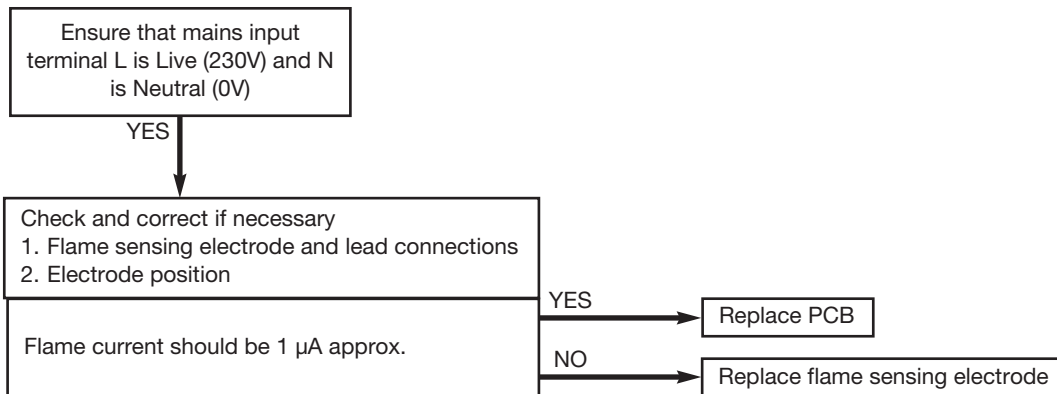 Ensure that mains input
terminal L is Live (230V) and N
is Neutral (0V)
YES
Check and correct if necessary
1. Flame sensing electrode and lead connections
2. Electrode position
YES
Replace PCB
Flame current should be 1 µA approx.
NO
Replace flame sensing electrode